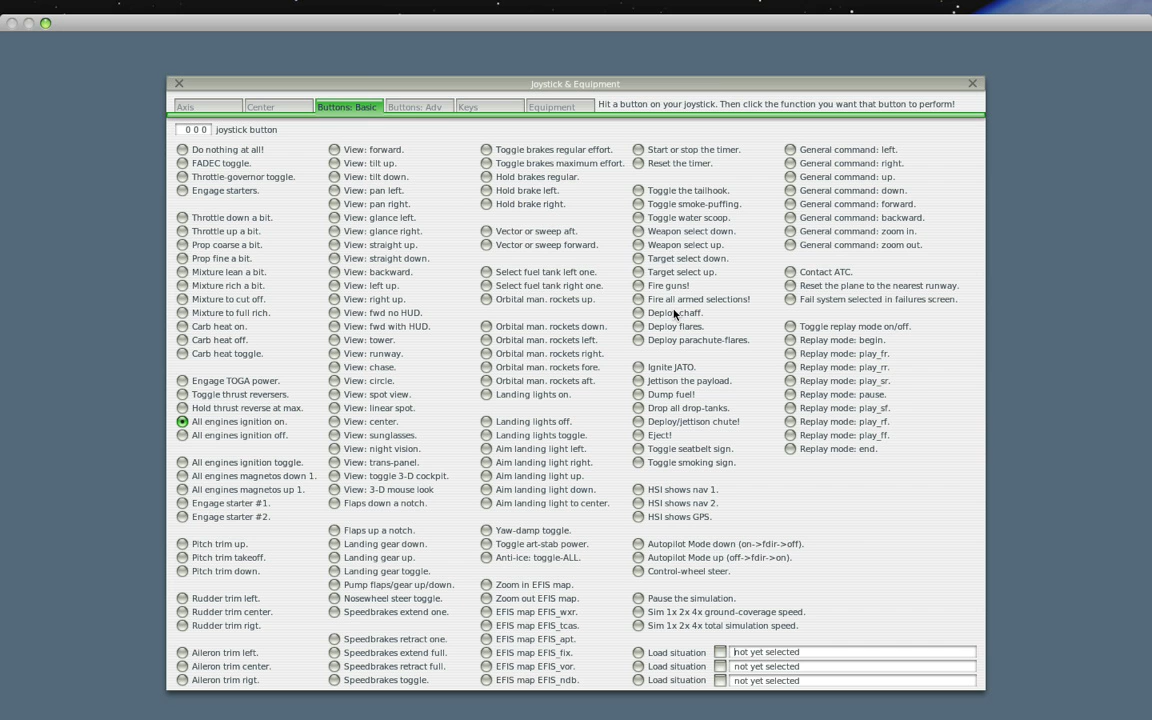 Joystick & Equipment
Axis
Center
Buttons: Basic
Buttons: Adv
Keys
Equipment
Hit a button on your joystick. Then click the function you want that button to perform!
0 0 0 joystick button
Do nothing at all!
FADEC toggle.
Throttle-governor toggle.
Engage starters.
Throttle down a bit.
Throttle up a bit.
Prop coarse a bit.
Prop fine a bit.
Mixture lean a bit.
Mixture rich a bit.
Mixture to cut off.
Mixture to full rich.
Carb heat on.
Carb heat off.
Carb heat toggle.
Engage TOGA power.
Toggle thrust reversers.
Hold thrust reverse at max.
All engines ignition on.
All engines ignition off.
All engines ignition toggle.
All engines magnetos down 1.
All engines magnetos up 1.
Engage starter #1.
Engage starter #2.
Pitch trim up.
Pitch trim takeoff.
Pitch trim down.
Rudder trim left.
Rudder trim center.
Rudder trim rigt.
Aileron trim left.
Aileron trim center.
Aileron trim rigt.
View: forward.
View: tilt up.
View: tilt down.
View: pan left.
View: pan right.
View: glance left.
View: glance right.
View: straight up.
View: straight down.
View: backward.
View: left up.
View: right up.
View: fwd no HUD.
View: fwd with HUD.
View: tower.
View: runway.
View: chase.
View: circle.
View: spot view.
View: linear spot.
View: center.
View: sunglasses.
View: night vision.
View: trans-panel.
View: toggle 3-D cockpit.
View: 3-D mouse look
Flaps down a notch.
Flaps up a notch.
Landing gear down.
Landing gear up.
Landing gear toggle.
Pump flaps/gear up/down.
Nosewheel steer toggle.
Speedbrakes extend one.
Speedbrakes retract one.
Speedbrakes extend full.
Speedbrakes retract full.
Speedbrakes toggle.
Toggle brakes regular effort.
Toggle brakes maximum effort.
Hold brakes regular.
Hold brake left.
Hold brake right.
Vector or sweep aft.
Vector or sweep forward.
Select fuel tank left one.
Select fuel tank right one.
Orbital man. rockets up.
Orbital man. rockets down.
Orbital man. rockets left.
Orbital man. rockets right.
Orbital man. rockets fore.
Orbital man. rockets aft.
Landing lights on.
Landing lights off.
Landing lights toggle.
Aim landing light left.
Aim landing light right.
Aim landing light up.
Aim landing light down.
Aim landing light to center.
Yaw-damp toggle.
Toggle art-stab power.
Anti-ice: toggle-ALL.
Zoom in EFIS map.
Zoom out EFIS map.
EFIS map EFIS_wxr.
EFIS map EFIS_tcas.
EFIS map EFIS_apt.
EFIS map EFIS_fix.
EFIS map EFIS_vor.
EFIS map EFIS_ndb.
Start or stop the timer.
Reset the timer.
Toggle the tailhook.
Toggle smoke-puffing.
Toggle water scoop.
Weapon select down.
Weapon select up.
Target select down.
Target select up.
Fire guns!
Fire all armed selections!
Deploy chaff.
Deploy flares.
Deploy parachute-flares.
Ignite JATO.
Jettison the payload.
Dump fuel!
Drop all drop-tanks.
Deploy/jettison chute!
Eject!
Toggle seatbelt sign.
Toggle smoking sign.
HSI shows nav 1.
HSI shows nav 2.
HSI shows GPS.
Autopilot Mode down (on->fdir->off).
Autopilot Mode up (off->fdir->on).
Control-wheel steer.
Pause the simulation.
Sim 1x 2x 4x ground-coverage speed.
Sim 1x 2x 4x total simulation speed.
Load situation not yet selected
Load situation not yet selected
Load situation not yet selected
General command: left.
General command: right.
General command: up.
General command: down.
General command: forward.
General command: backward.
General command: zoom in.
General command: zoom out.
Contact ATC.
Reset the plane to the nearest runway.
Fail system selected in failures screen.
Toggle replay mode on/off.
Replay mode: begin.
Replay mode: play_fr.
Replay mode: play_rr.
Replay mode: play_sr.
Replay mode: pause.
Replay mode: play_sf.
Replay mode: play_rf.
Replay mode: play_ff.
Replay mode: end.